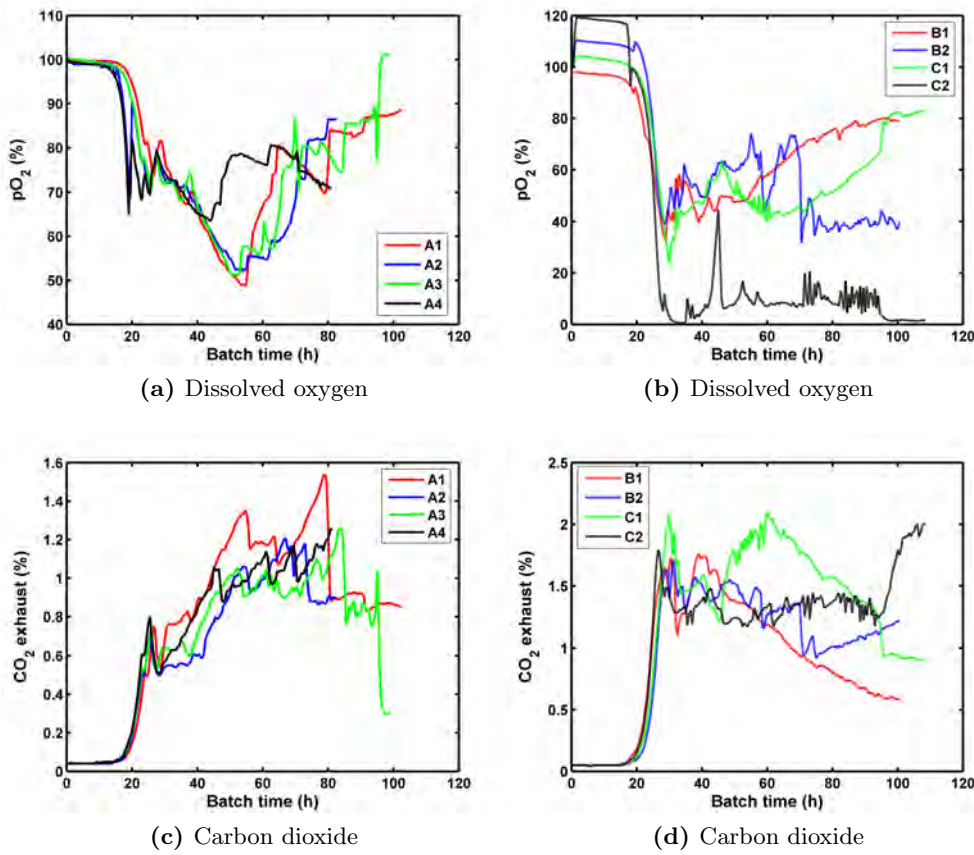 120
110
100
90
80
70
60
50
40
pO2 (%)
A1
A2
A3
A4
0 20 40 60 80 100 120
Batch time (h)
(a) Dissolved oxygen
120
100
80
60
40
20
0
pO2 (%)
B1
B2
C1
C2
0 20 40 60 80 100 120
Batch time (h)
(b) Dissolved oxygen
1.6
1.4
1.2
1
0.8
0.6
0.4
0.2
0
CO2 exhaust (%)
A1
A2
A3
A4
0 20 40 60 80 100 120
Batch time (h)
(c) Carbon dioxide
2.5
2
1.5
1
0.5
0
CO2 exhaust (%)
B1
B2
C1
C2
0 20 40 60 80 100 120
Batch time (h)
(d) Carbon dioxide